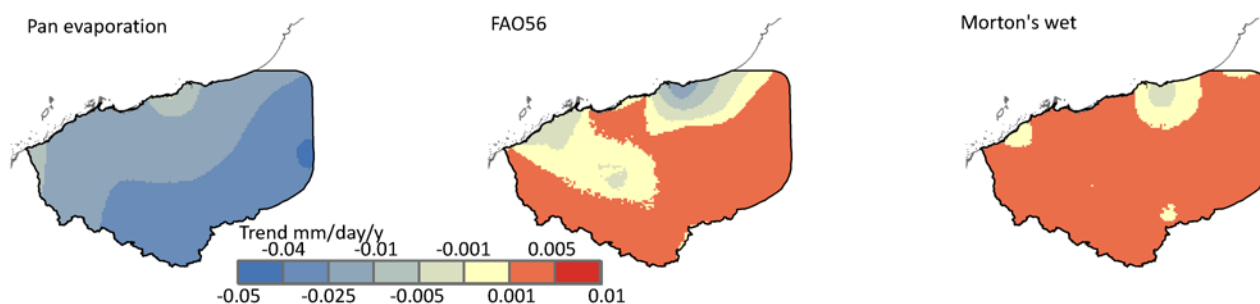 Pan evaporation
FAO56
Morton's wet
Trend mm/day/y
-0.04 -0.01 -0.001 0.005
-0.05 -0.025 -0.005 0.001 0.01